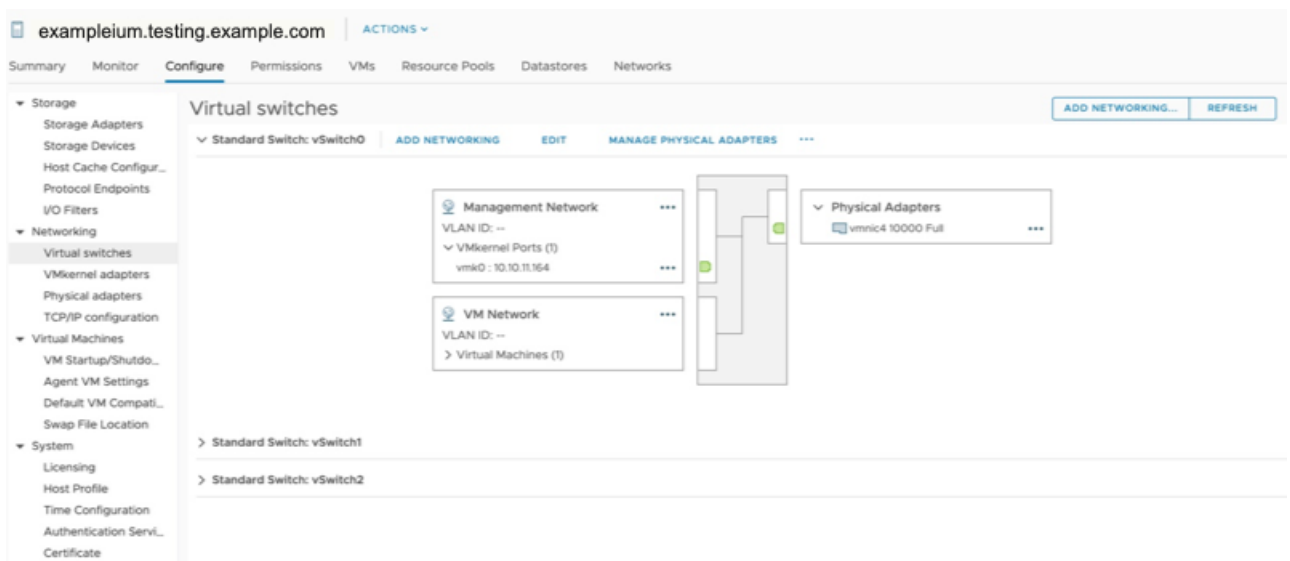 exampleium.testing.example.com ACTIONS
Summary Monitor Configure Permissions VMs Resource Pools Datastores Networks
Storage
Storage Adapters
Storage Devices
Host Cache Configur...
Protocol Endpoints
I/O Filters
Networking
Virtual switches
VMkernel adapters
Physical adapters
TCP/IP configuration
Virtual Machines
VM Startup/Shutdo...
Agent VM Settings
Default VM Compati...
Swap File Location
System
Licensing
Host Profile
Time Configuration
Authentication Servi...
Certificate
Virtual switches
ADD NETWORKING... REFRESH
Standard Switch: vSwitch0 ADD NETWORKING EDIT MANAGE PHYSICAL ADAPTERS ...
Management Network ...
VLAN ID: --
VMkernel Ports (1)
vmk0 : 10.10.11.164 ...
VM Network ...
VLAN ID: --
Virtual Machines (1)
Physical Adapters
vmnic4 10000 Full ...
Standard Switch: vSwitch1
Standard Switch: vSwitch2